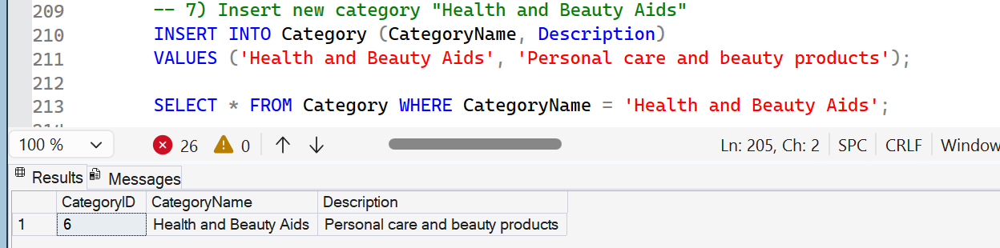 209 -- 7) Insert new category "Health and Beauty Aids"
210 INSERT INTO Category (CategoryName, Description)
211 VALUES ('Health and Beauty Aids', 'Personal care and beauty products');
212
213 SELECT * FROM Category WHERE CategoryName = 'Health and Beauty Aids';
100 % 26 0 Ln: 205, Ch: 2 SPC CRLF Window
Results Messages
CategoryID CategoryName Description
1 6 Health and Beauty Aids Personal care and beauty products